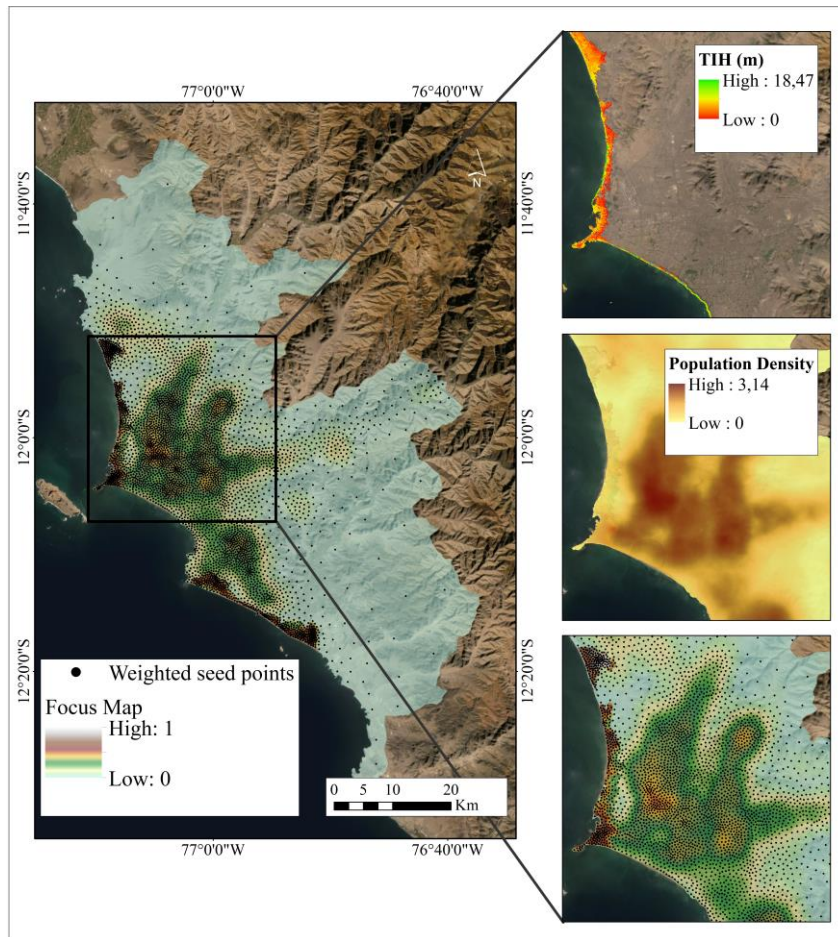 77°0'0"W
76°40'0"W
11°40'0"S
12°0'0"S
12°20'0"S
N
11°40'0"S
12°0'0"S
12°20'0"S
Weighted seed points
Focus Map
High: 1
Low: 0
0 5 10 20
Km
77°0'0"W
76°40'0"W
TIH (m)
High : 18,47
Low : 0
Population Density
High : 3,14
Low : 0